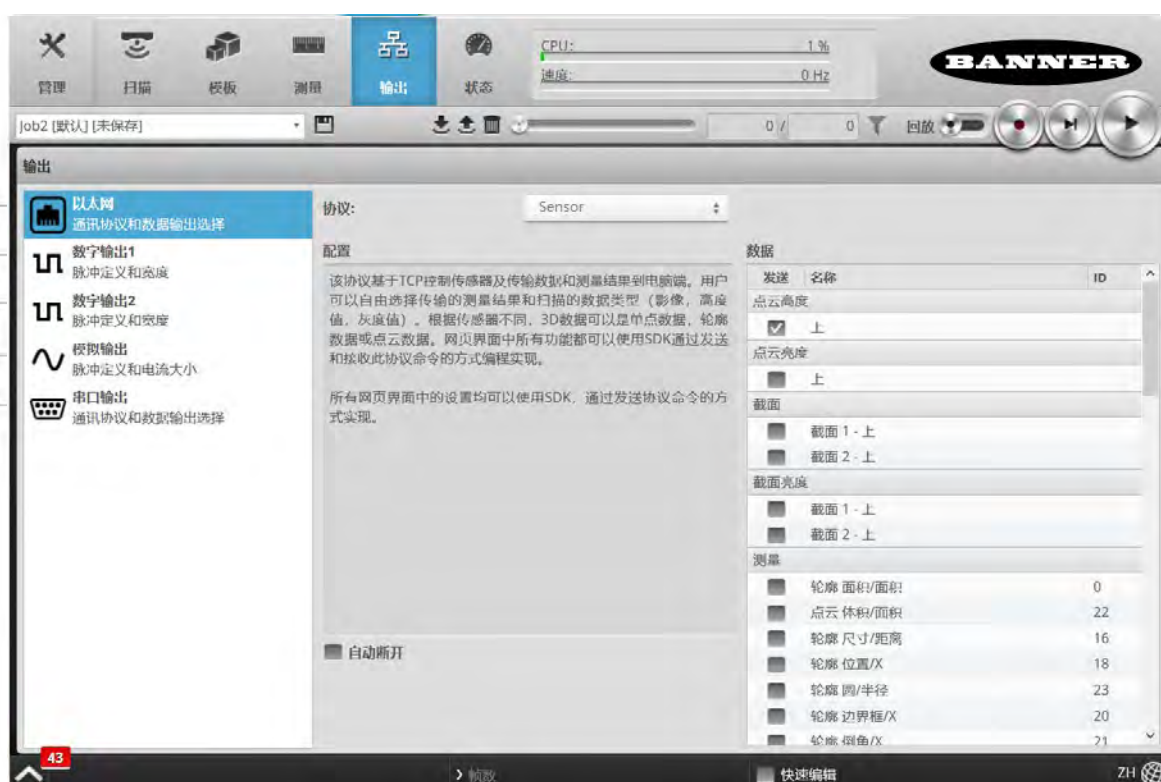 CPU:
1 %
管理
扫描
模板
测量
输出
状态
速度:
0 Hz
BANNER
Job2 [默认] [未保存]
0 /
0
回放
输出
以太网
通讯协议和数据输出选择
数字输出1
脉冲定义和宽度
数字输出2
脉冲定义和宽度
模拟输出
脉冲定义和电流大小
串口输出
通讯协议和数据输出选择
协议:
Sensor
配置
该协议基于TCP控制传感器及传输数据和测量结果到电脑端。用户
可以自由选择传输的测量结果和扫描的数据类型（影像，高度
值，灰度值）。根据传感器不同，3D数据可以是单点数据，轮廓
数据或点云数据。网页界面中所有功能都可以使用SDK通过发送
和接收此协议命令的方式编程实现。
所有网页界面中的设置均可以使用SDK，通过发送协议命令的方
式实现。
自动断开
数据
发送 名称 ID
点云高度
上
点云亮度
上
截面
截面 1 - 上
截面 2 - 上
截面亮度
截面 1 - 上
截面 2 - 上
测量
轮廓 面积/面积 0
点云 体积/面积 22
轮廓 尺寸/距离 16
轮廓 位置/X 18
轮廓 圆/半径 23
轮廓 边界框/X 20
轮廓 倒角/X 21
43
帧数
快速编辑
ZH